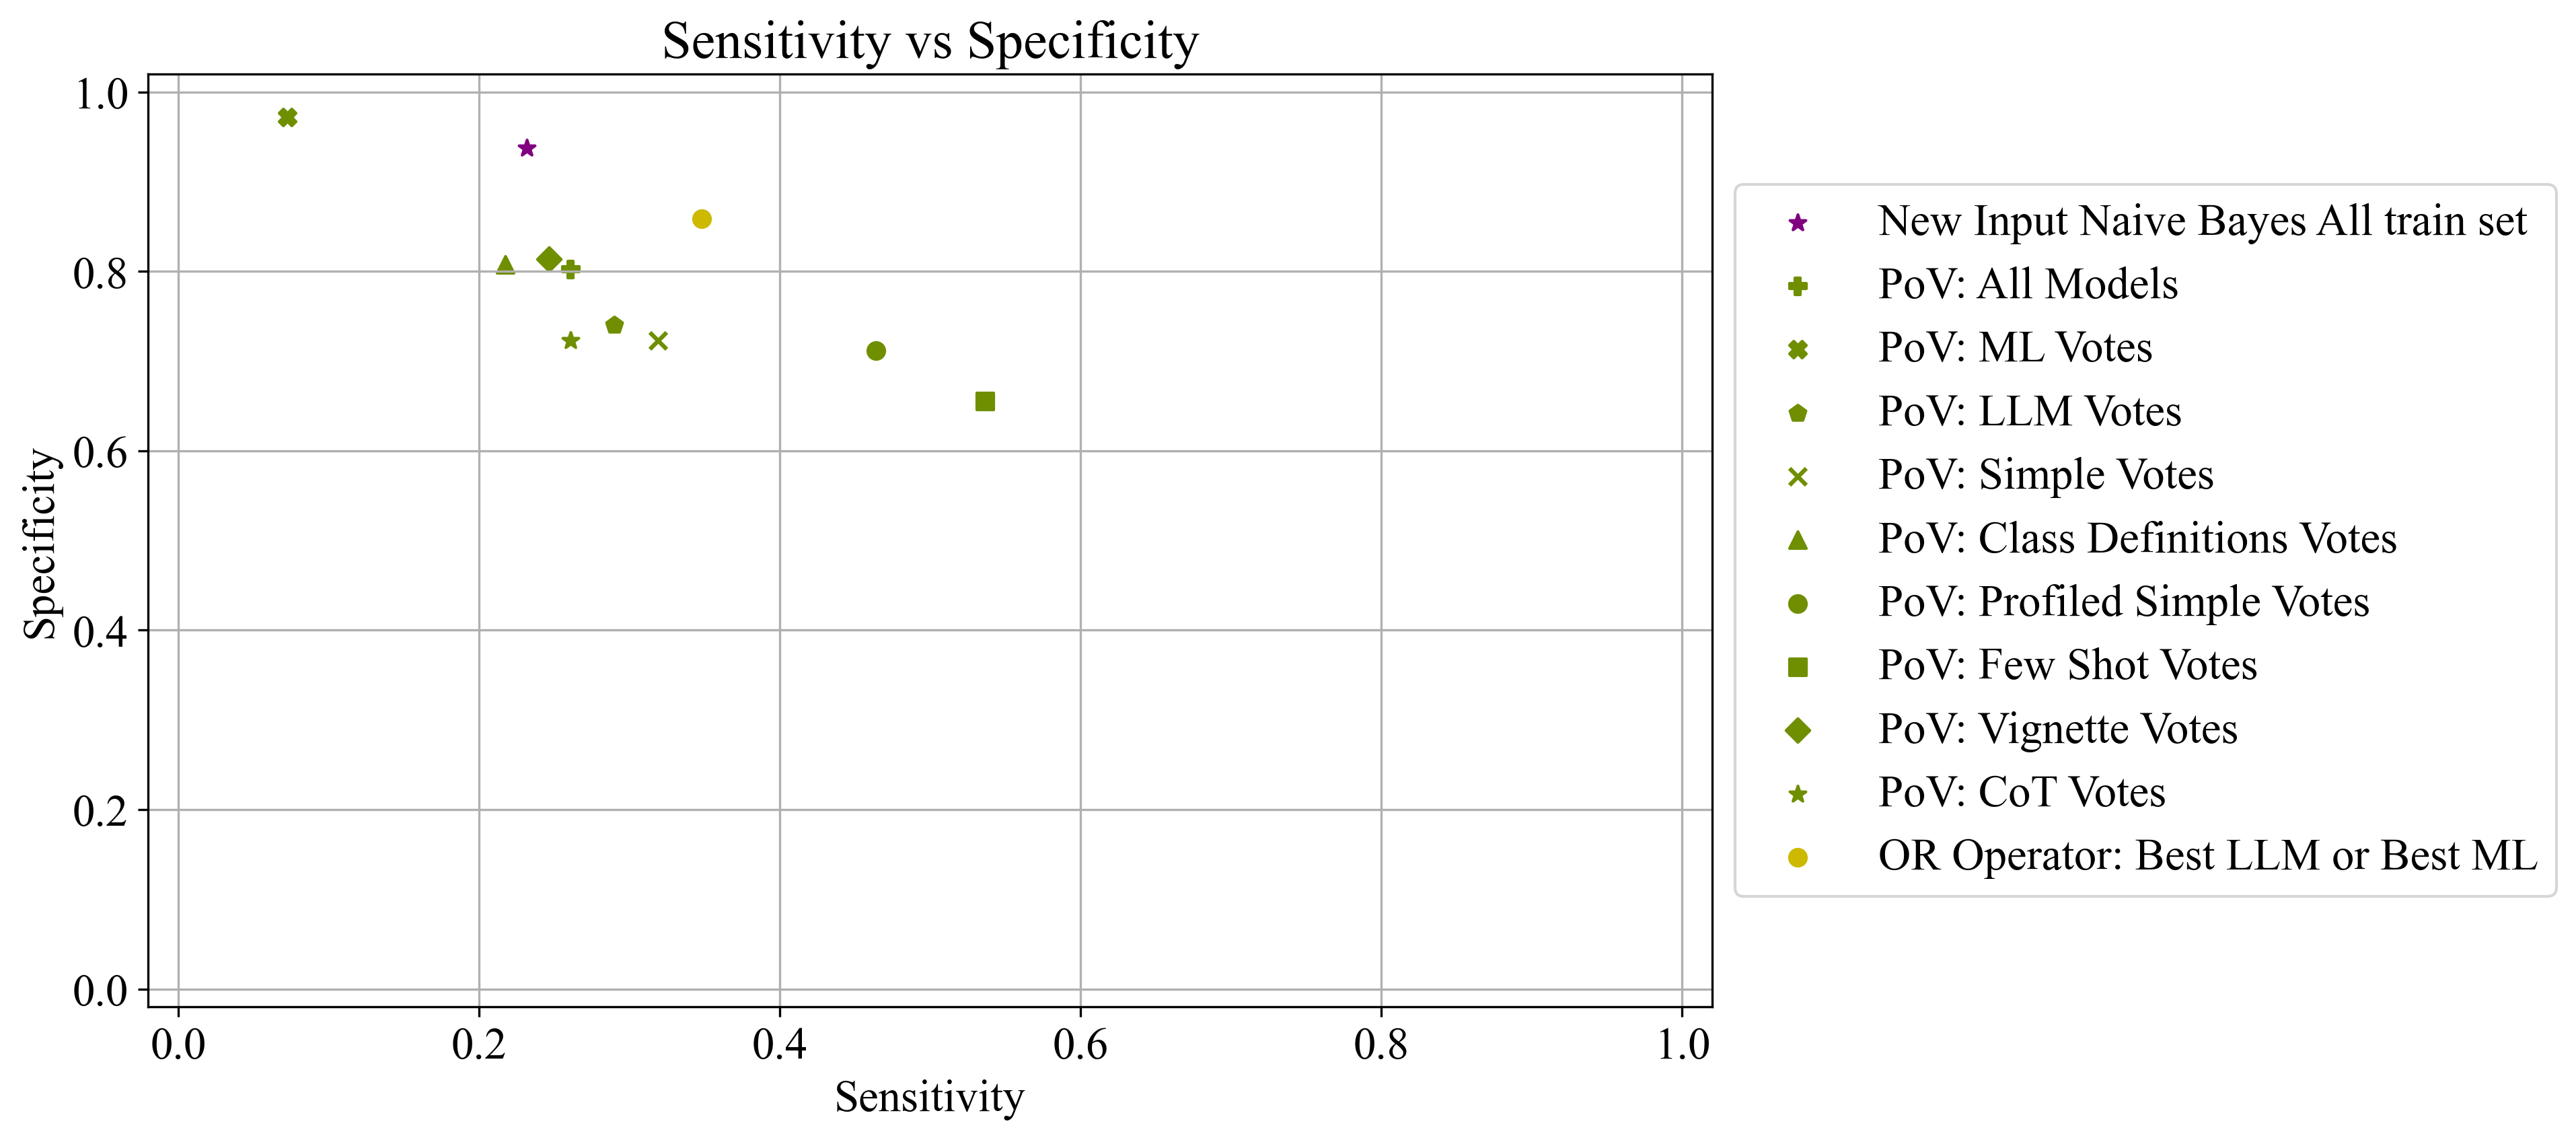 Sensitivity vs Specificity
1.0
0.8
0.6
0.4
0.2
0.0
Specificity
0.0 0.2 0.4 0.6 0.8 1.0
Sensitivity
New Input Naive Bayes All train set
PoV: All Models
PoV: ML Votes
PoV: LLM Votes
PoV: Simple Votes
PoV: Class Definitions Votes
PoV: Profiled Simple Votes
PoV: Few Shot Votes
PoV: Vignette Votes
PoV: CoT Votes
OR Operator: Best LLM or Best ML